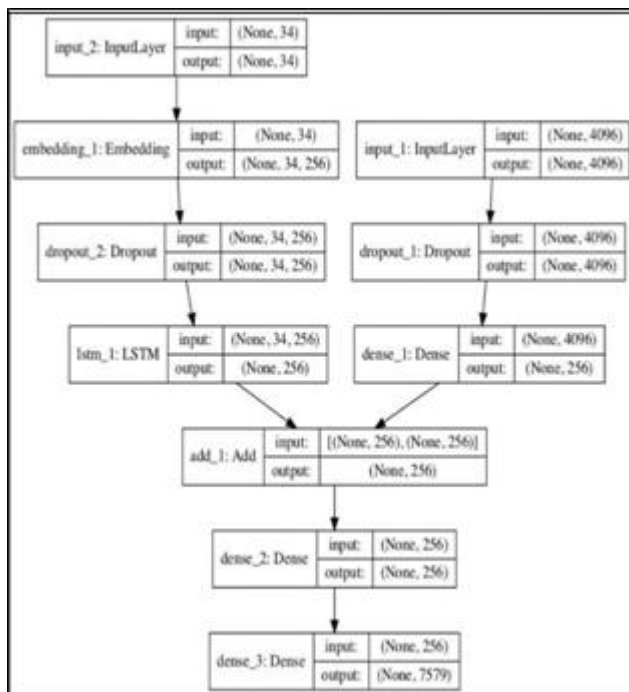 input_2: InputLayer
input: (None, 34)
output: (None, 34)
embedding_1: Embedding
input: (None, 34)
output: (None, 34, 256)
input_1: InputLayer
input: (None, 4096)
output: (None, 4096)
dropout_2: Dropout
input: (None, 34, 256)
output: (None, 34, 256)
dropout_1: Dropout
input: (None, 4096)
output: (None, 4096)
lstm_1: LSTM
input: (None, 34, 256)
output: (None, 256)
dense_1: Dense
input: (None, 4096)
output: (None, 256)
add_1: Add
input: [(None, 256), (None, 256)]
output: (None, 256)
dense_2: Dense
input: (None, 256)
output: (None, 256)
dense_3: Dense
input: (None, 256)
output: (None, 7579)